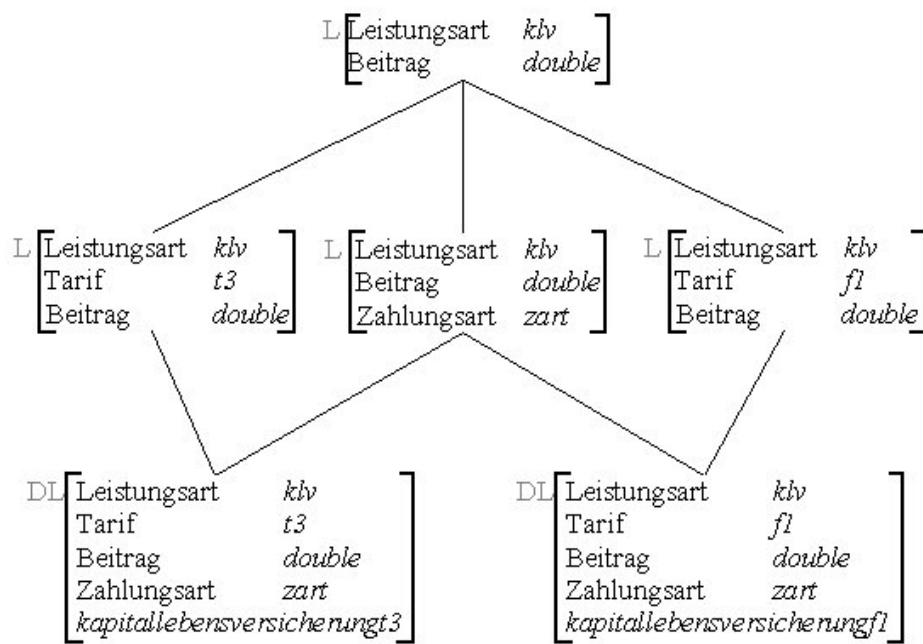 L Leistungsart klv
Beitrag double
L Leistungsart klv
Tarif t3
Beitrag double
L Leistungsart klv
Beitrag double
Zahlungsart zart
L Leistungsart klv
Tarif f1
Beitrag double
DL Leistungsart klv
Tarif t3
Beitrag double
Zahlungsart zart
kapitallebensversicherungt3
DL Leistungsart klv
Tarif f1
Beitrag double
Zahlungsart zart
kapitallebensversicherungf1